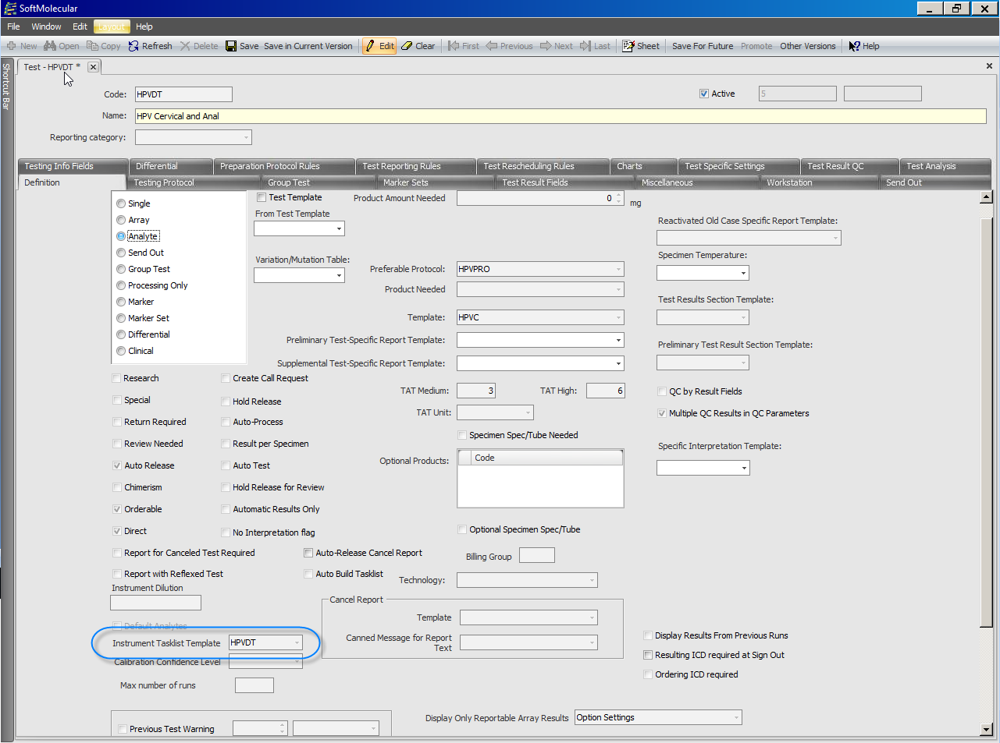 SoftMolecular
File Window Edit Layout Help
New Open Copy Refresh Delete Save Save in Current Version Edit Clear First Previous Next Last Sheet Save For Future Promote Other Versions Help
Shortcut Bar
Test - HPVDT *
Code: HPVDT Active 5
Name: HPV Cervical and Anal
Reporting category:
Testing Info Fields Differential Preparation Protocol Rules Test Reporting Rules Test Rescheduling Rules Charts Test Specific Settings Test Result QC Test Analysis
Definition Testing Protocol Group Test Marker Sets Test Result Fields Miscellaneous Workstation Send Out
Single
Array
Analyte
Send Out
Group Test
Processing Only
Marker
Marker Set
Differential
Clinical
Test Template
From Test Template
Variation/Mutation Table:
Product Amount Needed 0 mg
Preferable Protocol: HPVPRO
Product Needed
Template: HPVC
Preliminary Test-Specific Report Template:
Supplemental Test-Specific Report Template:
TAT Medium: 3 TAT High: 6
TAT Unit:
Specimen Spec/Tube Needed
Optional Products: Code
Optional Specimen Spec/Tube
Billing Group
Technology:
Reactivated Old Case Specific Report Template:
Specimen Temperature:
Test Results Section Template:
Preliminary Test Result Section Template:
QC by Result Fields
Multiple QC Results in QC Parameters
Specific Interpretation Template:
Research Create Call Request
Special Hold Release
Return Required Auto-Process
Review Needed Result per Specimen
Auto Release Auto Test
Chimerism Hold Release for Review
Orderable Automatic Results Only
Direct No Interpretation flag
Report for Canceled Test Required Auto-Release Cancel Report
Report with Reflexed Test Auto Build Tasklist
Instrument Dilution
Default Analytes
Instrument Tasklist Template HPVDT
Calibration Confidence Level
Max number of runs
Cancel Report
Template
Canned Message for Report
Text
Display Results From Previous Runs
Resulting ICD required at Sign Out
Ordering ICD required
Previous Test Warning
Display Only Reportable Array Results Option Settings